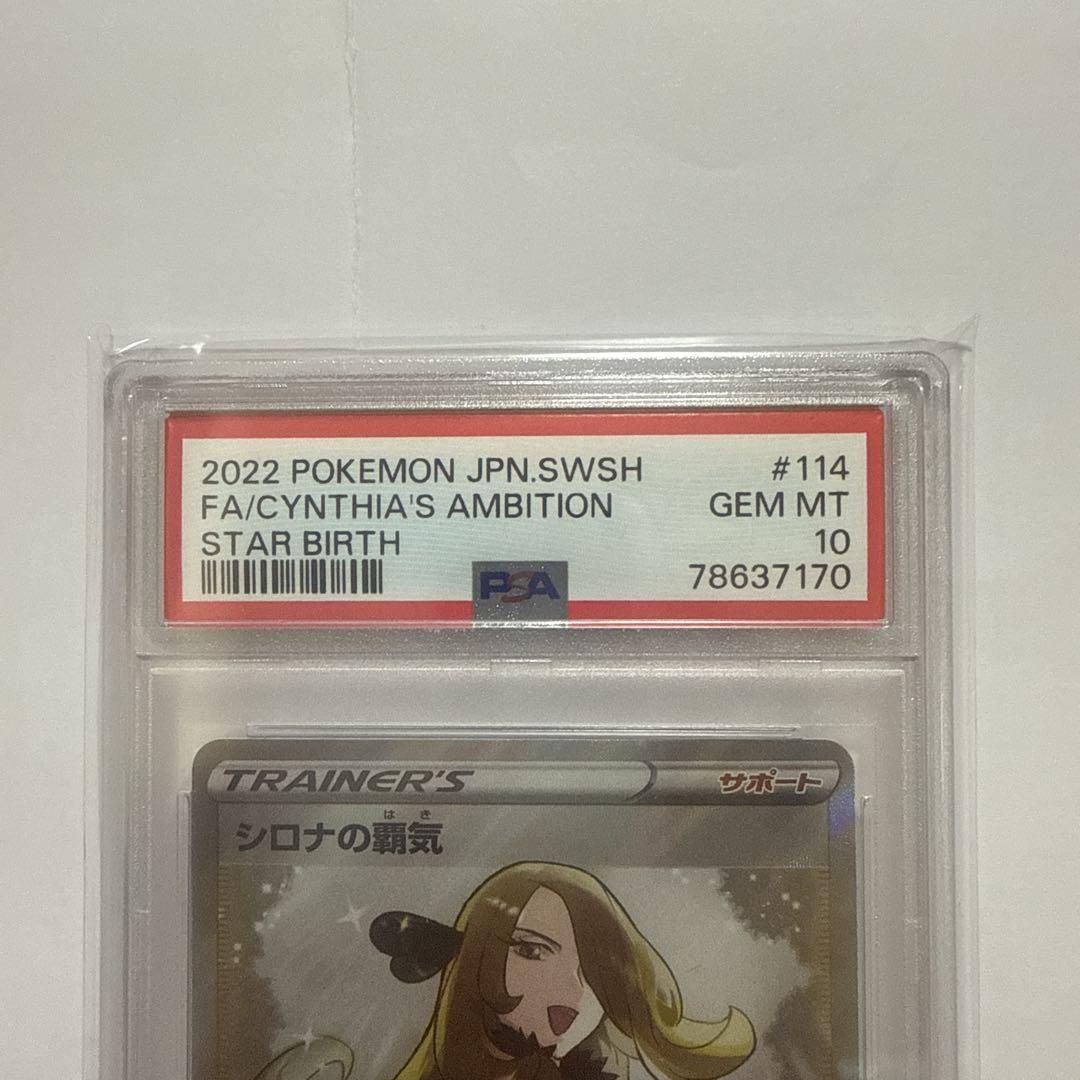 2022 POKEMON JPN.SWSH #114
FA/CYNTHIA'S AMBITION GEM MT
STAR BIRTH 10
78637170
PSA
TRAINER'S サポート
はき
シロナの覇気